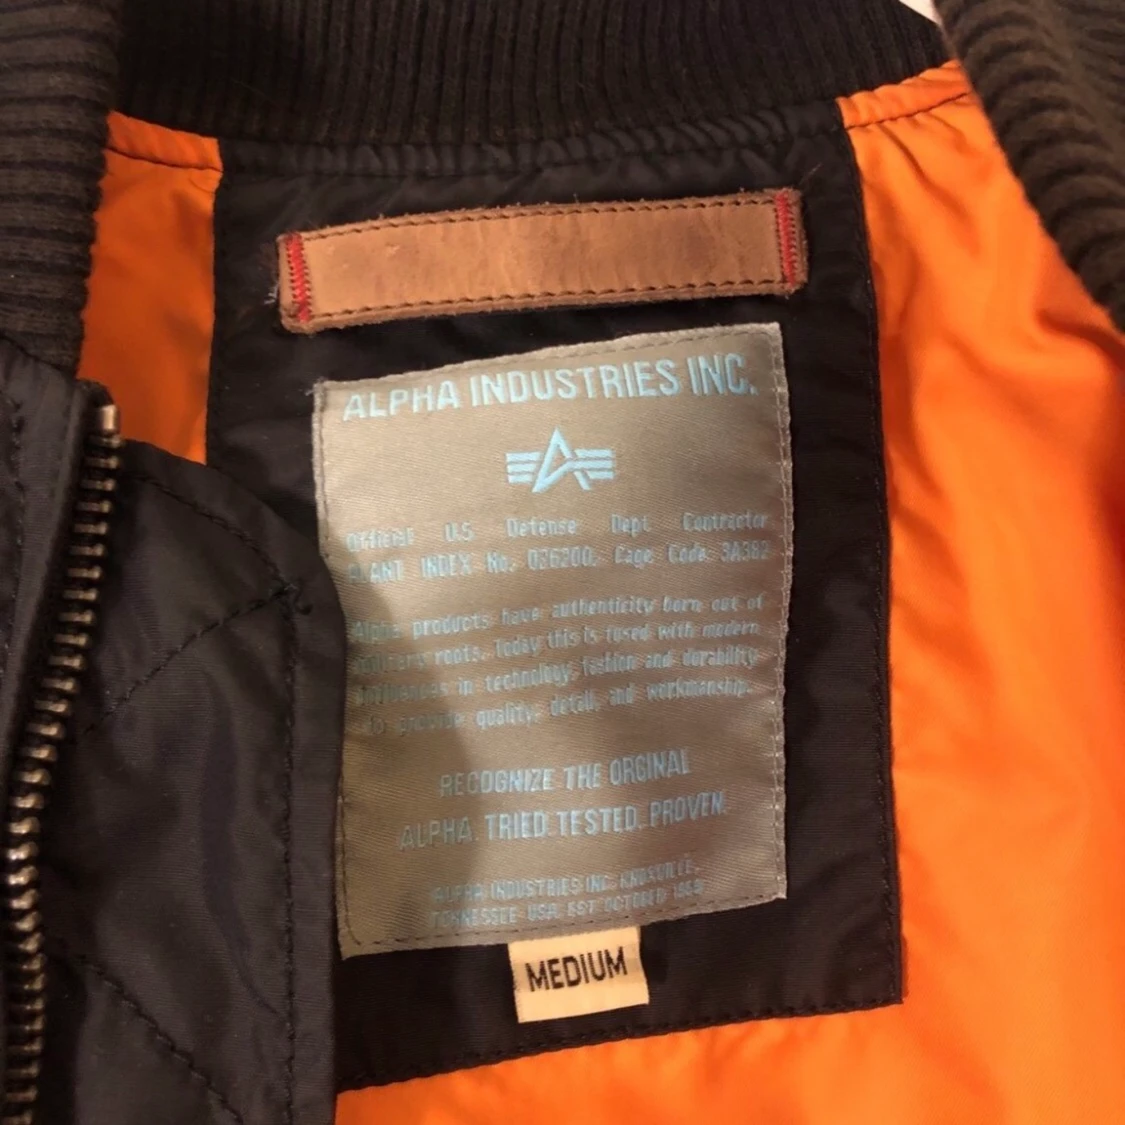 ALPHA INDUSTRIES INC.
Official U.S Defense Dept Contractor
PLANT INDEX No. 026200. Cage Code 3A382
Alpha products have authenticity born out of
military roots. Today this is fused with modern
influences in technology, fashion and durability
to provide quality, detail, and workmanship.
RECOGNIZE THE ORGINAL
ALPHA. TRIED. TESTED. PROVEN.
ALPHA INDUSTRIES INC. KNOXVILLE,
TENNESSEE USA. EST OCTOBER 1959
MEDIUM